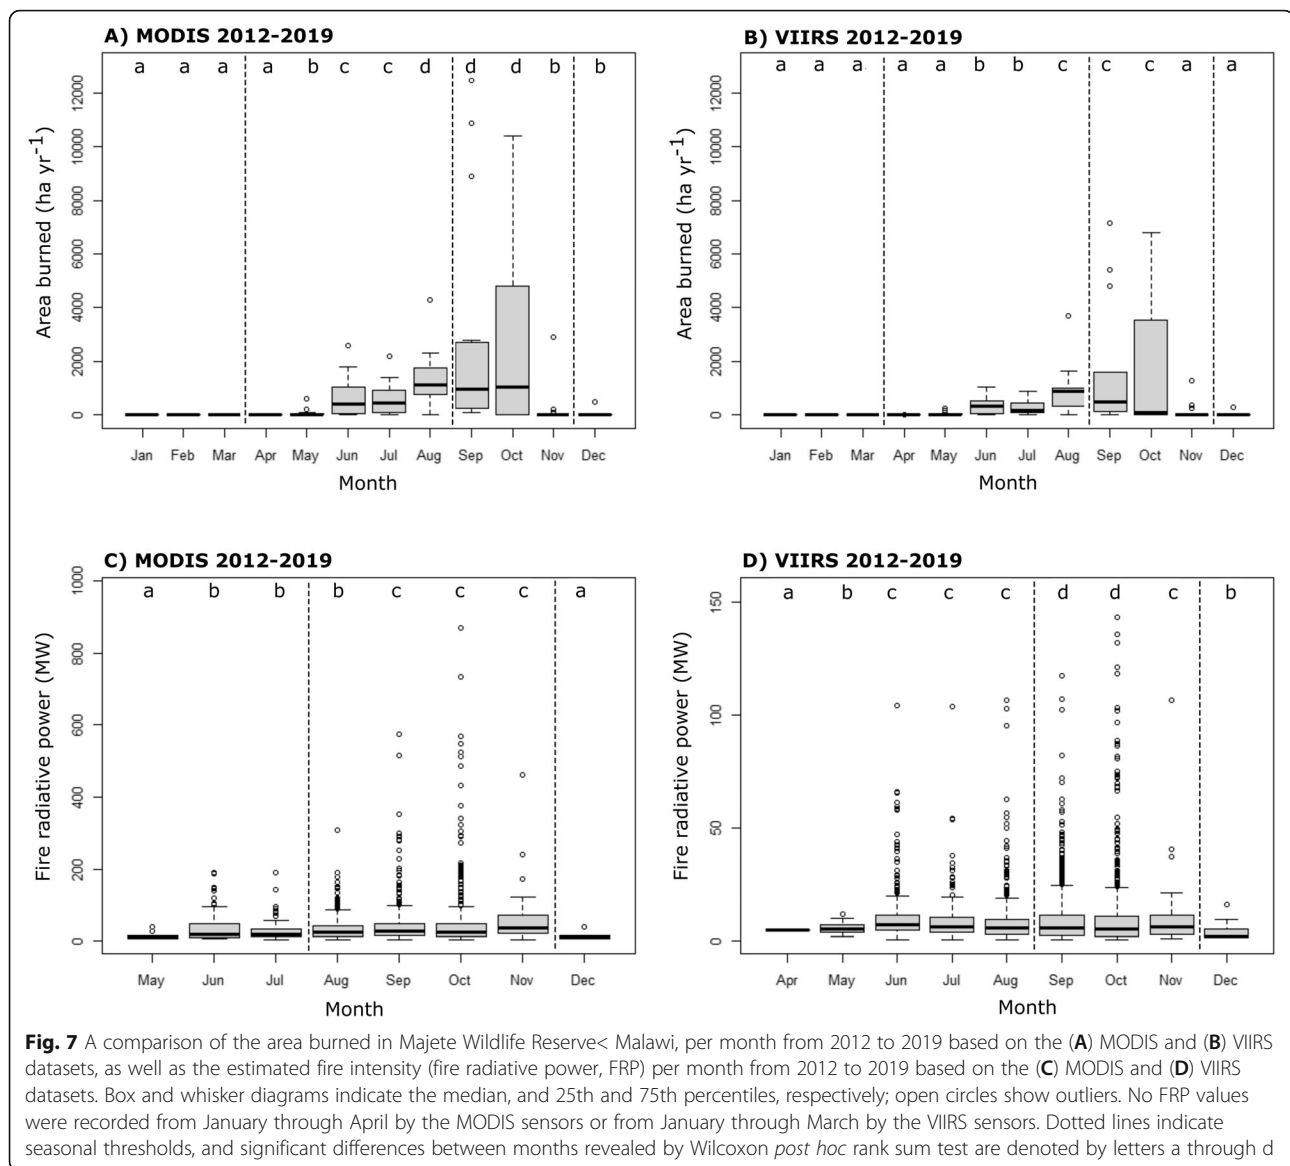 A) MODIS 2012-2019
a a a a b c c d d d b b
Area burned (ha yr-1)
0 2000 4000 6000 8000 10000 12000
Jan Feb Mar Apr May Jun Jul Aug Sep Oct Nov Dec
Month
B) VIIRS 2012-2019
a a a a a b b c c c a a
Area burned (ha yr-1)
0 2000 4000 6000 8000 10000 12000
Jan Feb Mar Apr May Jun Jul Aug Sep Oct Nov Dec
Month
C) MODIS 2012-2019
a b b b c c c a
Fire radiative power (MW)
0 200 400 600 800 1000
May Jun Jul Aug Sep Oct Nov Dec
Month
D) VIIRS 2012-2019
a b c c c d d c b
Fire radiative power (MW)
0 50 100 150
Apr May Jun Jul Aug Sep Oct Nov Dec
Month
Fig. 7 A comparison of the area burned in Majete Wildlife Reserve< Malawi, per month from 2012 to 2019 based on the (A) MODIS and (B) VIIRS
datasets, as well as the estimated fire intensity (fire radiative power, FRP) per month from 2012 to 2019 based on the (C) MODIS and (D) VIIRS
datasets. Box and whisker diagrams indicate the median, and 25th and 75th percentiles, respectively; open circles show outliers. No FRP values
were recorded from January through April by the MODIS sensors or from January through March by the VIIRS sensors. Dotted lines indicate
seasonal thresholds, and significant differences between months revealed by Wilcoxon post hoc rank sum test are denoted by letters a through d